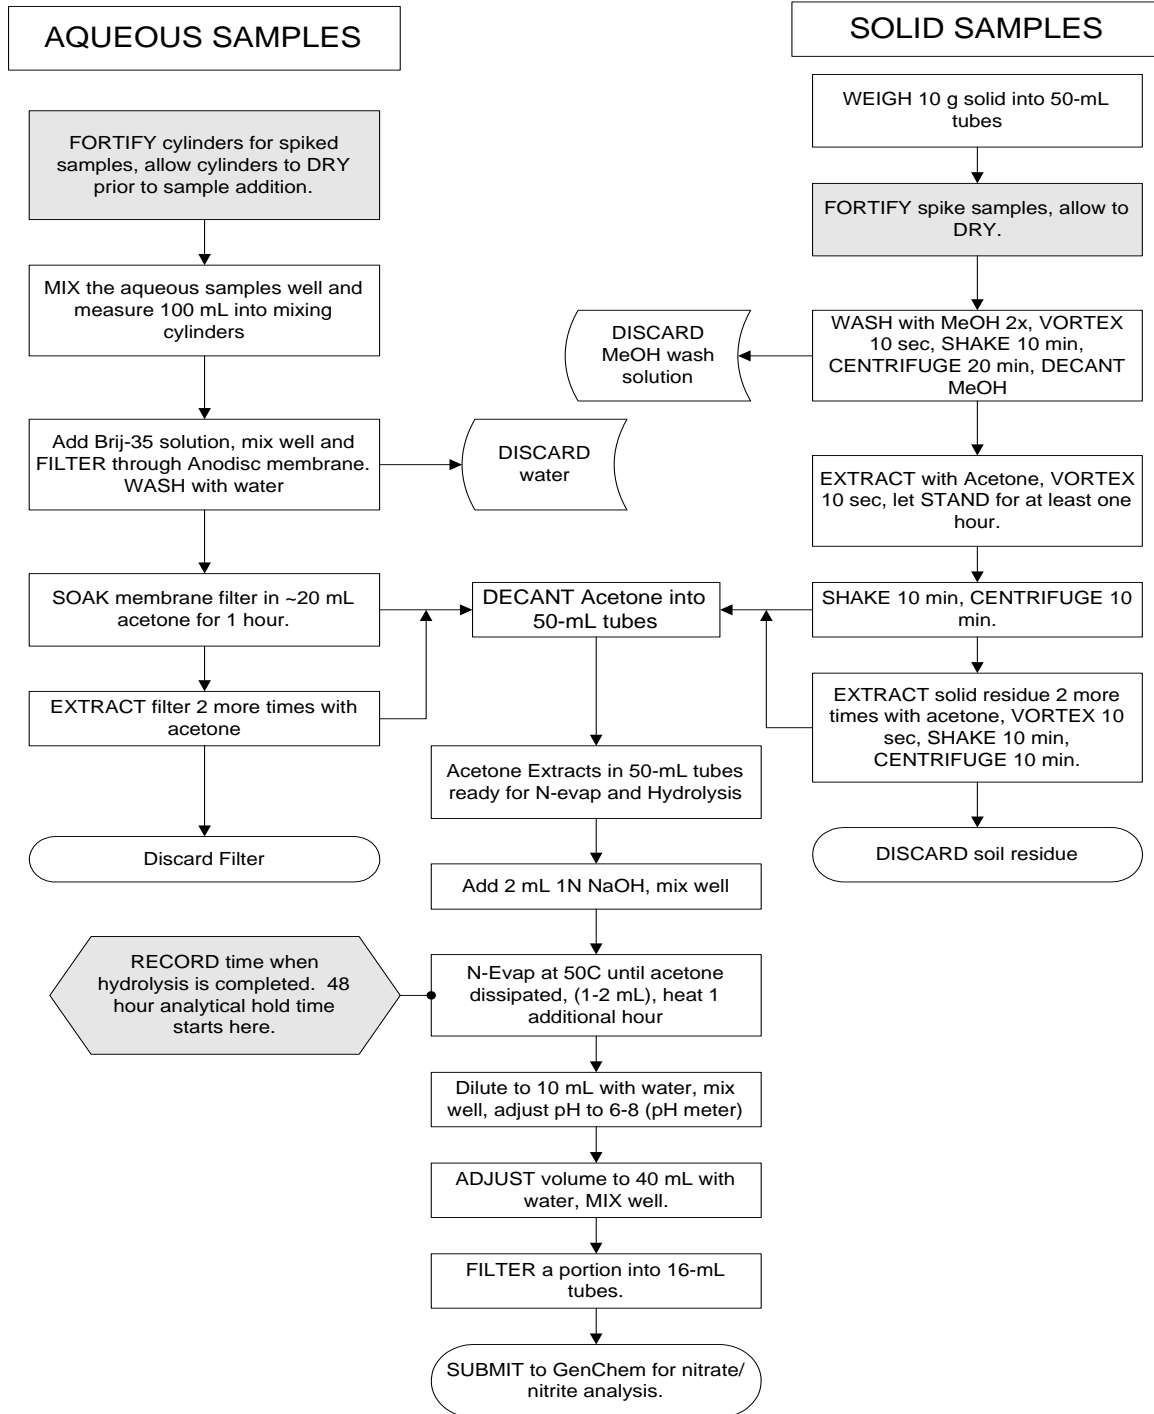 AQUEOUS SAMPLES
FORTIFY cylinders for spiked
samples, allow cylinders to DRY
prior to sample addition.
MIX the aqueous samples well and
measure 100 mL into mixing
cylinders
Add Brij-35 solution, mix well and
FILTER through Anodisc membrane.
WASH with water
DISCARD
water
SOAK membrane filter in ~20 mL
acetone for 1 hour.
EXTRACT filter 2 more times with
acetone
Discard Filter
SOLID SAMPLES
WEIGH 10 g solid into 50-mL
tubes
FORTIFY spike samples, allow to
DRY.
WASH with MeOH 2x, VORTEX
10 sec, SHAKE 10 min,
CENTRIFUGE 20 min, DECANT
MeOH
DISCARD
MeOH wash
solution
EXTRACT with Acetone, VORTEX
10 sec, let STAND for at least one
hour.
SHAKE 10 min, CENTRIFUGE 10
min.
EXTRACT solid residue 2 more
times with acetone, VORTEX 10
sec, SHAKE 10 min,
CENTRIFUGE 10 min.
DISCARD soil residue
DECANT Acetone into
50-mL tubes
Acetone Extracts in 50-mL tubes
ready for N-evap and Hydrolysis
Add 2 mL 1N NaOH, mix well
N-Evap at 50C until acetone
dissipated, (1-2 mL), heat 1
additional hour
RECORD time when
hydrolysis is completed.  48
hour analytical hold time
starts here.
Dilute to 10 mL with water, mix
well, adjust pH to 6-8 (pH meter)
ADJUST volume to 40 mL with
water, MIX well.
FILTER a portion into 16-mL
tubes.
SUBMIT to GenChem for nitrate/
nitrite analysis.